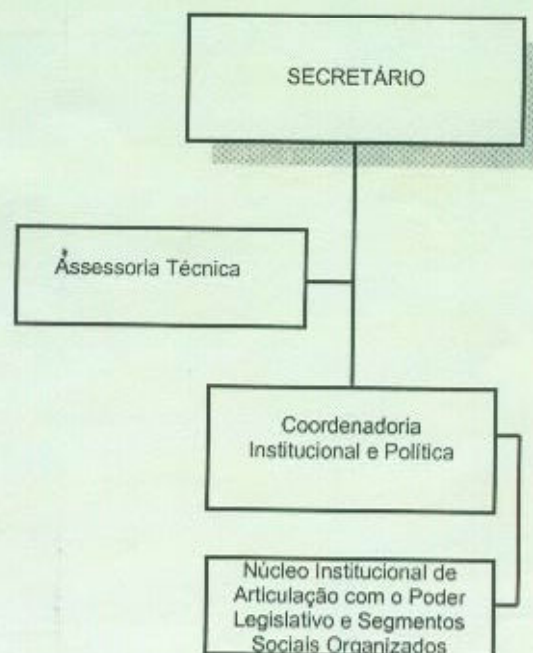 SECRETÁRIO
Assessoria Técnica
Coordenadoria
Institucional e Política
Núcleo Institucional de
Articulação com o Poder
Legislativo e Segmentos
Sociais Organizados